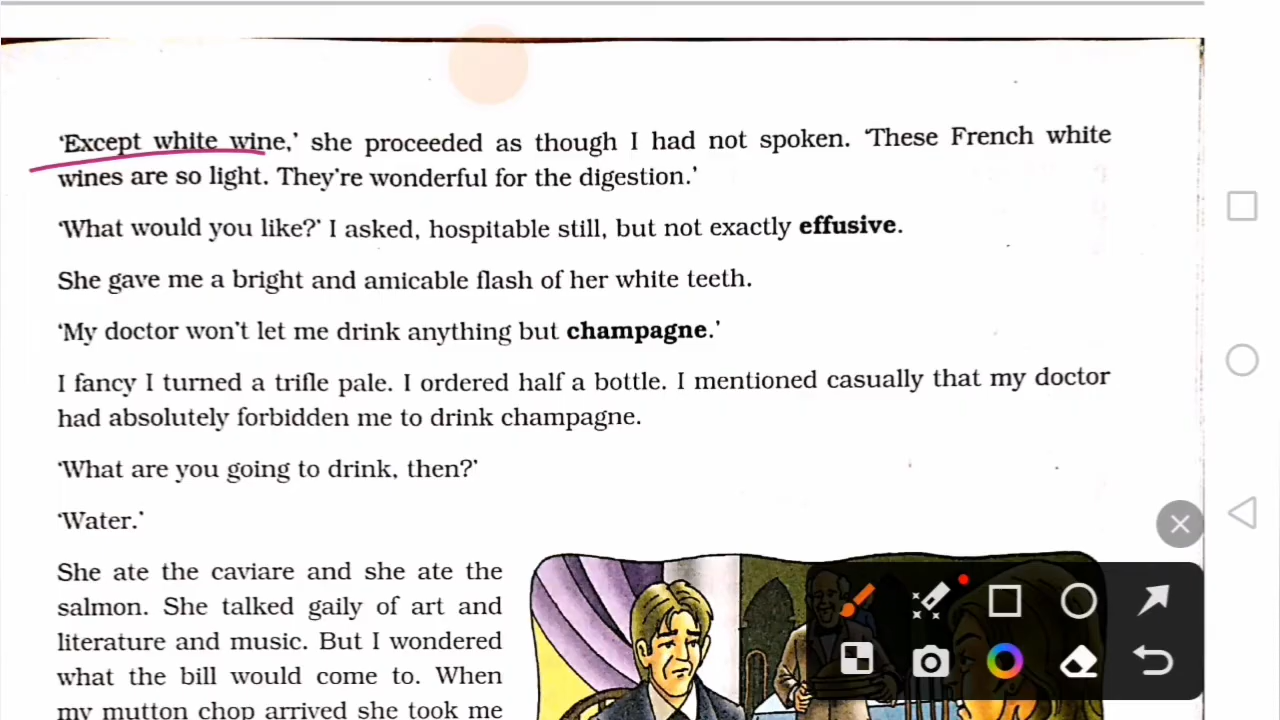 ‘Except white wine,’ she proceeded as though I had not spoken. ‘These French white
wines are so light. They’re wonderful for the digestion.’
‘What would you like?’ I asked, hospitable still, but not exactly effusive.
She gave me a bright and amicable flash of her white teeth.
‘My doctor won’t let me drink anything but champagne.’
I fancy I turned a trifle pale. I ordered half a bottle. I mentioned casually that my doctor
had absolutely forbidden me to drink champagne.
‘What are you going to drink, then?’
‘Water.’
She ate the caviare and she ate the
salmon. She talked gaily of art and
literature and music. But I wondered
what the bill would come to. When
my mutton chop arrived she took me